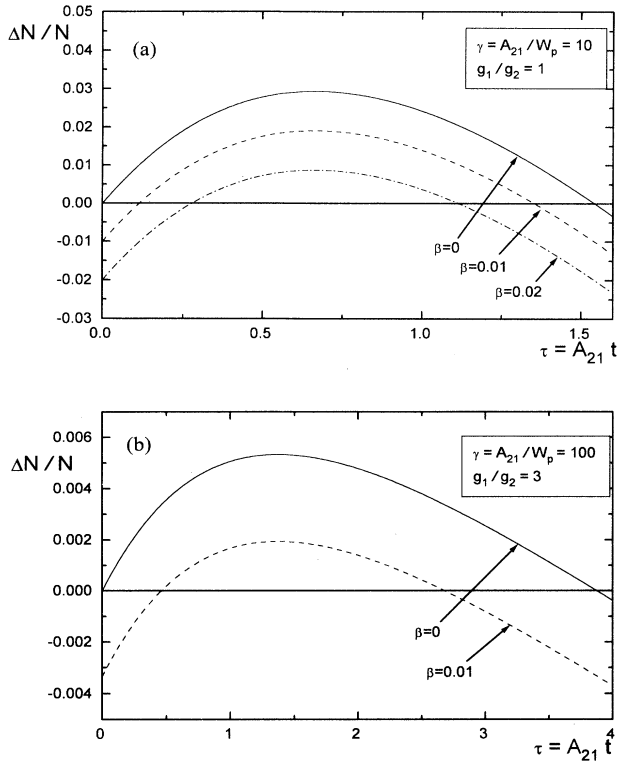 0.05
ΔN / N
(a)
γ = A₂₁ / Wₚ = 10
g₁ / g₂ = 1
0.04
0.03
0.02
0.01
0.00
-0.01
-0.02
-0.03
β=0
β=0.01
β=0.02
0.0
0.5
1.0
1.5
τ = A₂₁ t
0.006
ΔN / N
(b)
γ = A₂₁ / Wₚ = 100
g₁ / g₂ = 3
0.004
0.002
0.000
-0.002
-0.004
β=0
β=0.01
0
1
2
3
4
τ = A₂₁ t